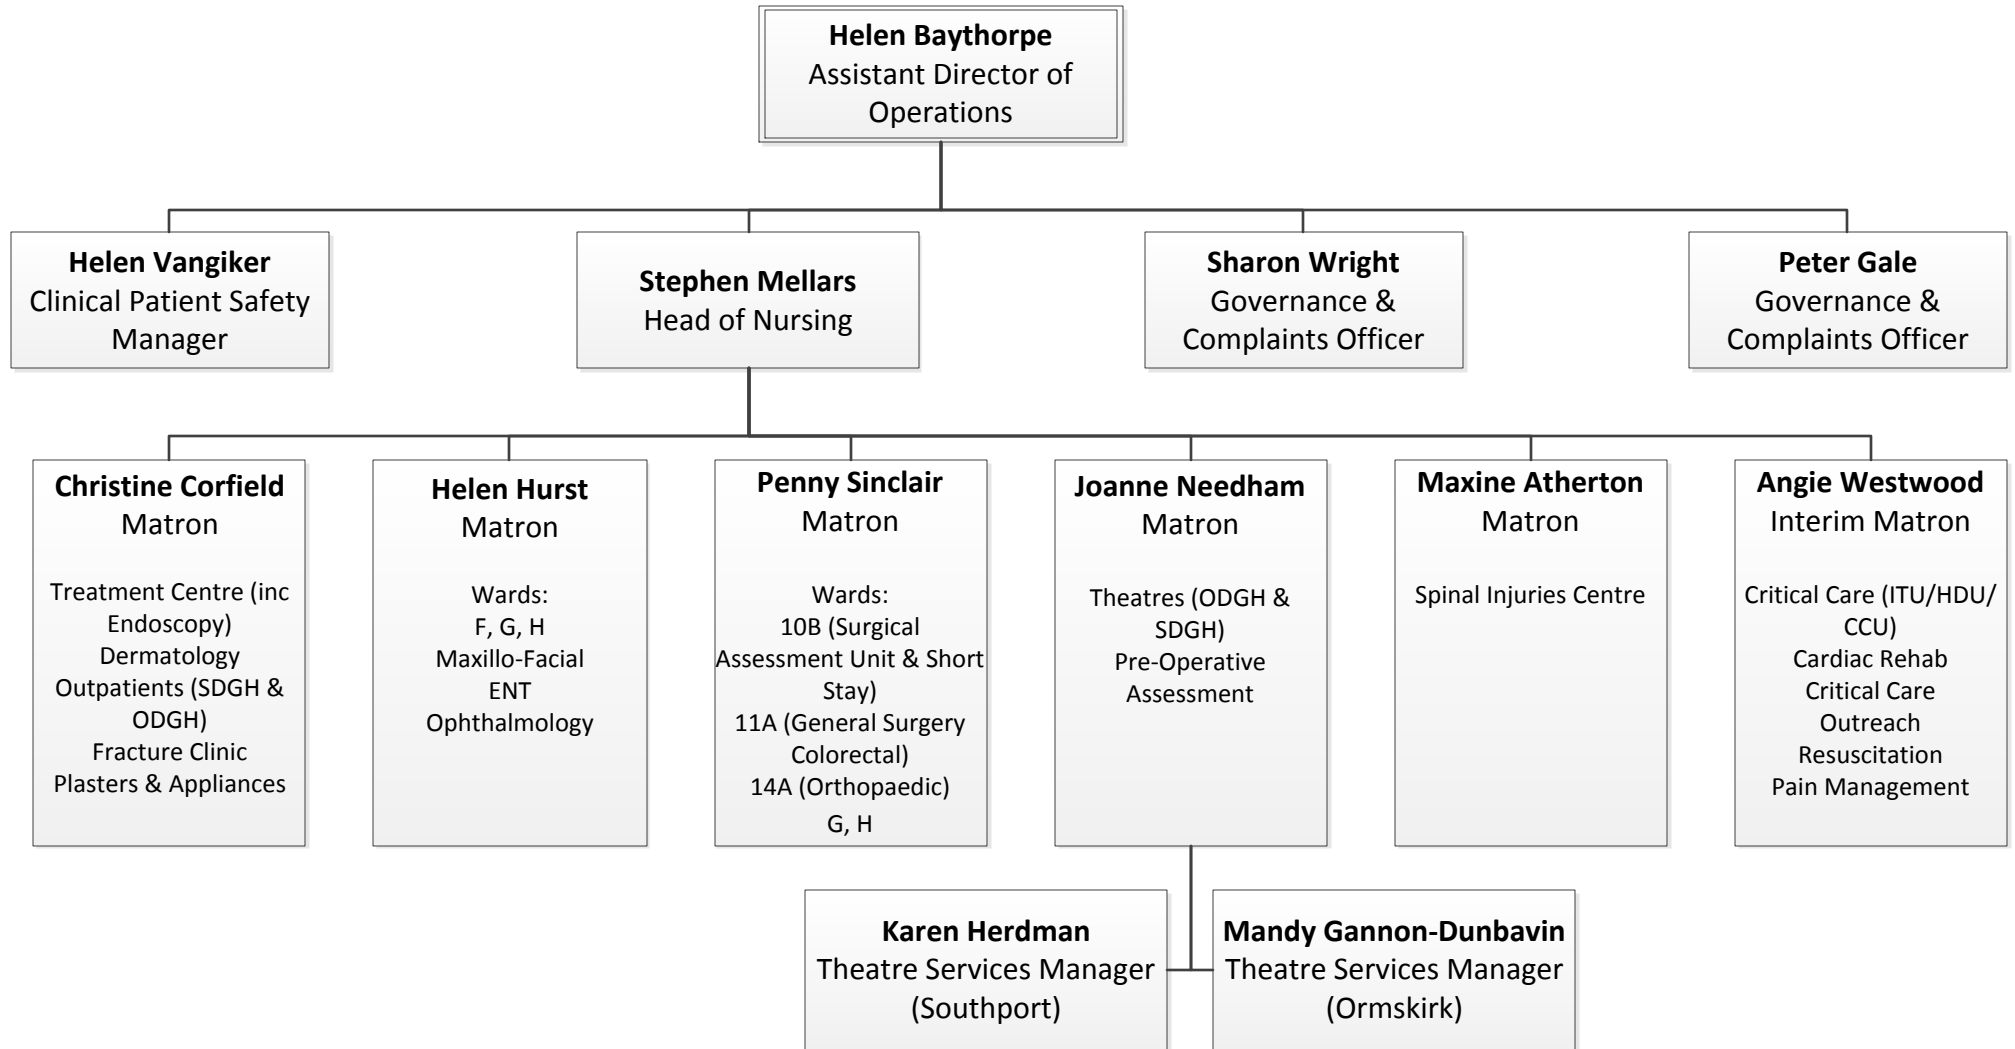 Helen Baythorpe
Assistant Director of
Operations
Helen Vangiker
Clinical Patient Safety
Manager
Stephen Mellars
Head of Nursing
Sharon Wright
Governance &
Complaints Officer
Peter Gale
Governance &
Complaints Officer
Christine Corfield
Matron
Treatment Centre (inc
Endoscopy)
Dermatology
Outpatients (SDGH &
ODGH)
Fracture Clinic
Plasters & Appliances
Helen Hurst
Matron
Wards:
F, G, H
Maxillo-Facial
ENT
Ophthalmology
Penny Sinclair
Matron
Wards:
10B (Surgical
Assessment Unit & Short
Stay)
11A (General Surgery
Colorectal)
14A (Orthopaedic)
G, H
Joanne Needham
Matron
Theatres (ODGH &
SDGH)
Pre-Operative
Assessment
Maxine Atherton
Matron
Spinal Injuries Centre
Angie Westwood
Interim Matron
Critical Care (ITU/HDU/
CCU)
Cardiac Rehab
Critical Care
Outreach
Resuscitation
Pain Management
Karen Herdman
Theatre Services Manager
(Southport)
Mandy Gannon-Dunbavin
Theatre Services Manager
(Ormskirk)